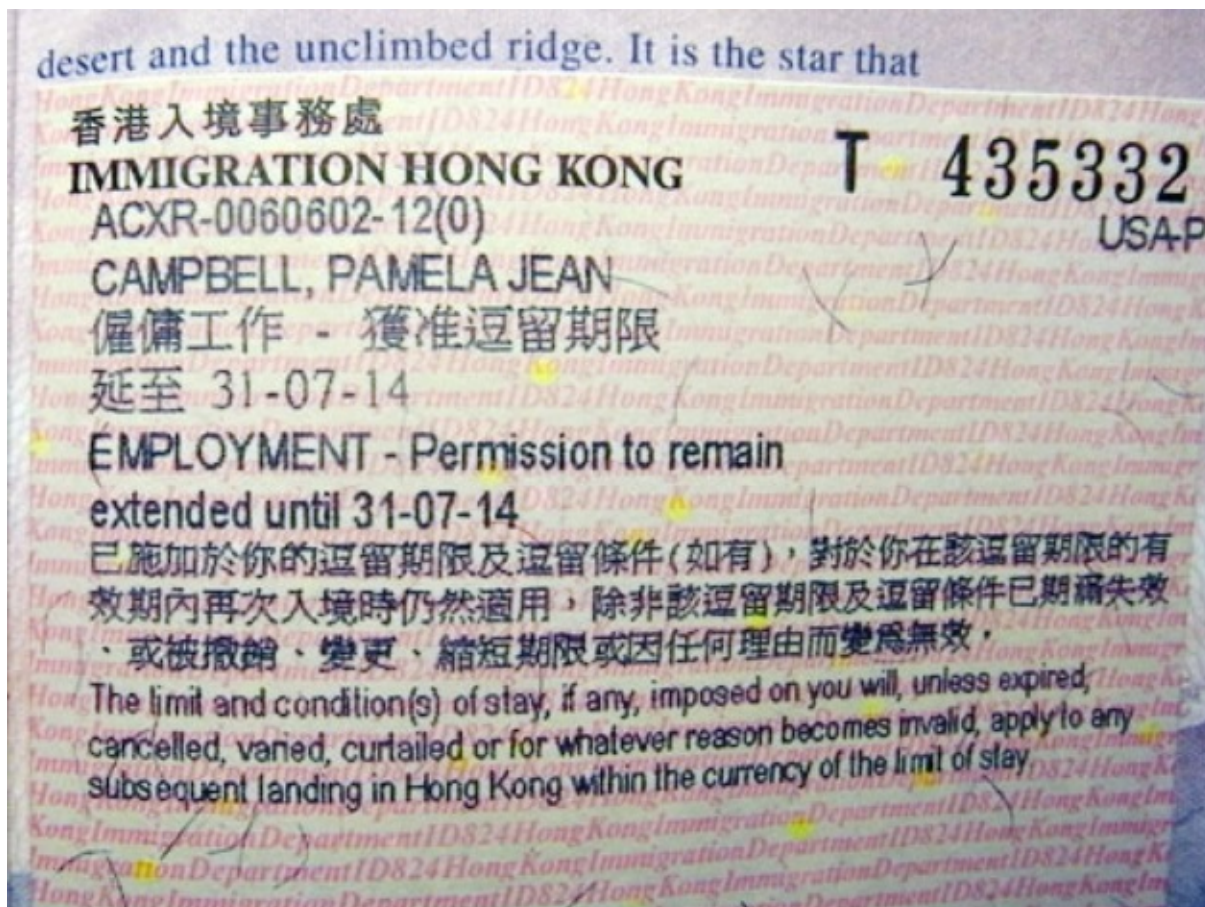 desert and the unclimbed ridge. It is the star that
香港入境事務處
IMMIGRATION HONG KONG
T 435332
USA-P
ACXR-0060602-12(0)
CAMPBELL, PAMELA JEAN
僱傭工作 - 獲准逗留期限
延至 31-07-14
EMPLOYMENT - Permission to remain
extended until 31-07-14
已施加於你的逗留期限及逗留條件(如有)，對於你在該逗留期限的有
效期內再次入境時仍然適用，除非該逗留期限及逗留條件已期滿失效
、或被撤銷、變更、縮短期限或因任何理由而變爲無效。
The limit and condition(s) of stay, if any, imposed on you will, unless expired,
cancelled, varied, curtailed or for whatever reason becomes invalid, apply to any
subsequent landing in Hong Kong within the currency of the limit of stay